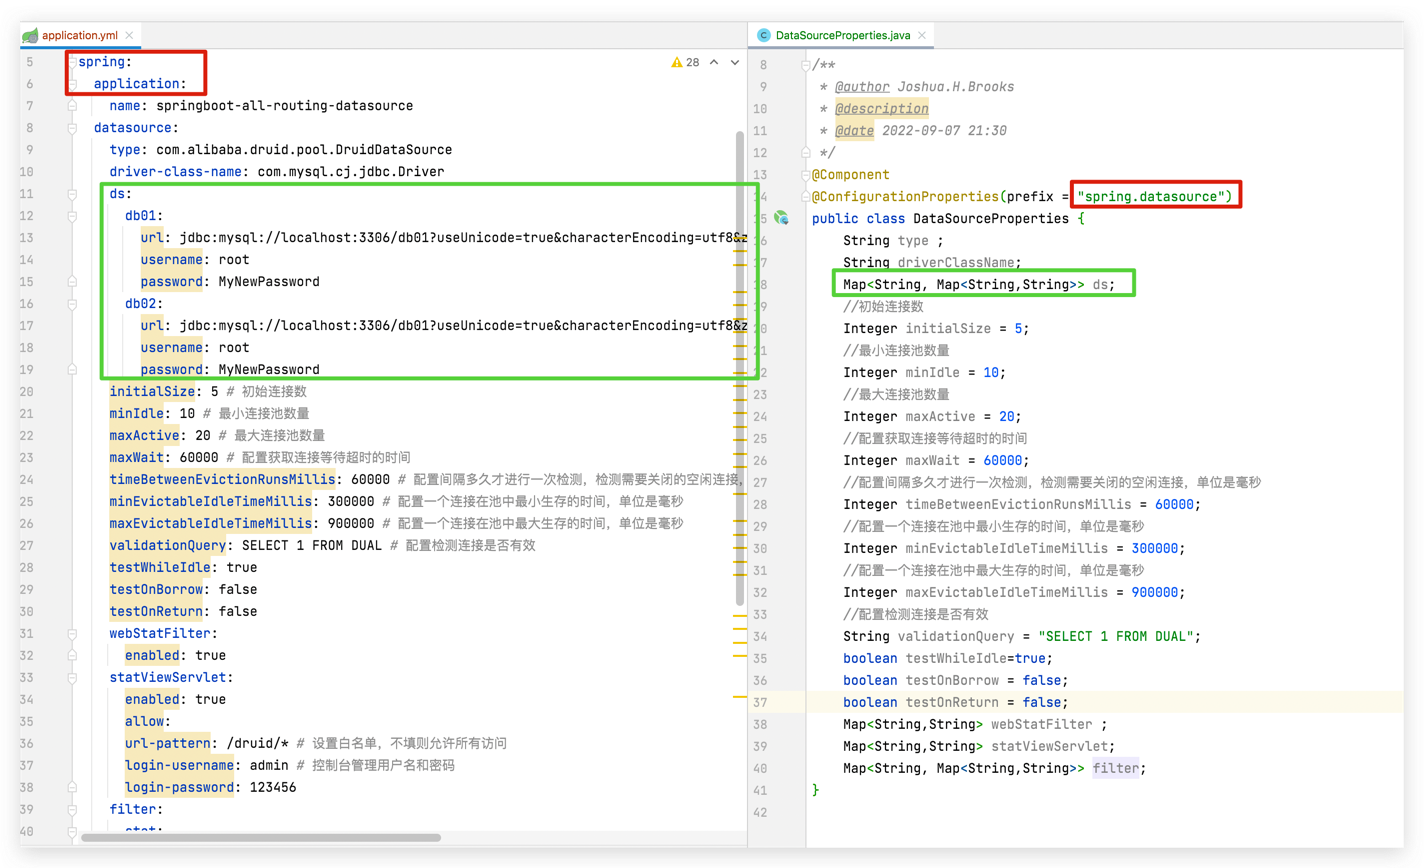 application.yml
5 spring:
28
6 application:
7 name: springboot-all-routing-datasource
8 datasource:
9 type: com.alibaba.druid.pool.DruidDataSource
10 driver-class-name: com.mysql.cj.jdbc.Driver
11 ds:
12 db01:
13 url: jdbc:mysql://localhost:3306/db01?useUnicode=true&characterEncoding=utf8&z
14 username: root
15 password: MyNewPassword
16 db02:
17 url: jdbc:mysql://localhost:3306/db01?useUnicode=true&characterEncoding=utf8&z
18 username: root
19 password: MyNewPassword
20 initialSize: 5 # 初始连接数
21 minIdle: 10 # 最小连接池数量
22 maxActive: 20 # 最大连接池数量
23 maxWait: 60000 # 配置获取连接等待超时的时间
24 timeBetweenEvictionRunsMillis: 60000 # 配置间隔多久才进行一次检测，检测需要关闭的空闲连接，
25 minEvictableIdleTimeMillis: 300000 # 配置一个连接在池中最小生存的时间，单位是毫秒
26 maxEvictableIdleTimeMillis: 900000 # 配置一个连接在池中最大生存的时间，单位是毫秒
27 validationQuery: SELECT 1 FROM DUAL # 配置检测连接是否有效
28 testWhileIdle: true
29 testOnBorrow: false
30 testOnReturn: false
31 webStatFilter:
32 enabled: true
33 statViewServlet:
34 enabled: true
35 allow:
36 url-pattern: /druid/* # 设置白名单，不填则允许所有访问
37 login-username: admin # 控制台管理用户名和密码
38 login-password: 123456
39 filter:
40 stat:
DataSourceProperties.java
8 /**
9 * @author Joshua.H.Brooks
10 * @description
11 * @date 2022-09-07 21:30
12 */
13 @Component
14 @ConfigurationProperties(prefix = "spring.datasource")
15 public class DataSourceProperties {
16 String type ;
17 String driverClassName;
18 Map<String, Map<String,String>> ds;
19 //初始连接数
20 Integer initialSize = 5;
21 //最小连接池数量
22 Integer minIdle = 10;
23 //最大连接池数量
24 Integer maxActive = 20;
25 //配置获取连接等待超时的时间
26 Integer maxWait = 60000;
27 //配置间隔多久才进行一次检测，检测需要关闭的空闲连接，单位是毫秒
28 Integer timeBetweenEvictionRunsMillis = 60000;
29 //配置一个连接在池中最小生存的时间，单位是毫秒
30 Integer minEvictableIdleTimeMillis = 300000;
31 //配置一个连接在池中最大生存的时间，单位是毫秒
32 Integer maxEvictableIdleTimeMillis = 900000;
33 //配置检测连接是否有效
34 String validationQuery = "SELECT 1 FROM DUAL";
35 boolean testWhileIdle=true;
36 boolean testOnBorrow = false;
37 boolean testOnReturn = false;
38 Map<String,String> webStatFilter ;
39 Map<String,String> statViewServlet;
40 Map<String, Map<String,String>> filter;
41 }
42